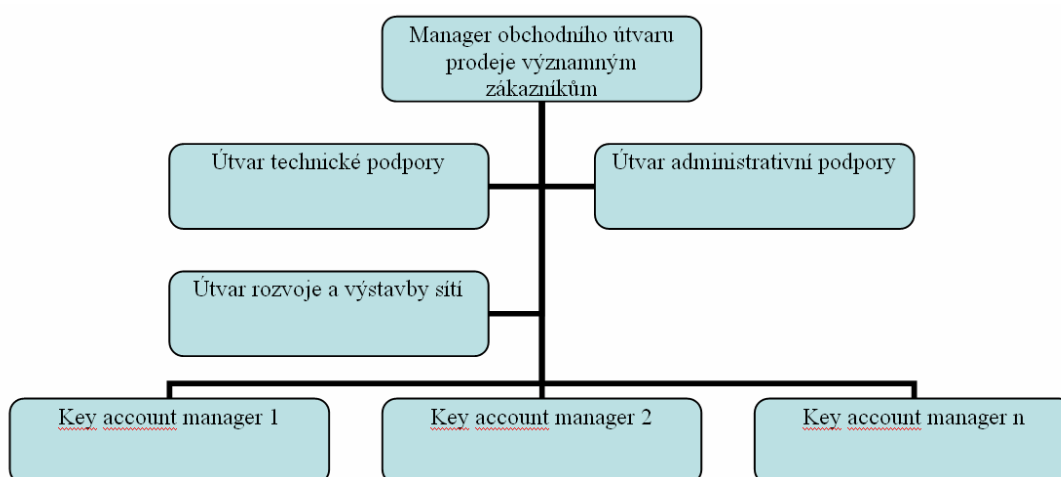 Manager obchodního útvaru
prodeje významným
zákazníkům
Útvar technické podpory
Útvar administrativní podpory
Útvar rozvoje a výstavby sítí
Key account manager 1
Key account manager 2
Key account manager n